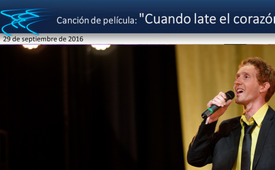 Canción de película: "Cuando late el corazón
29 de septiembre de 2016